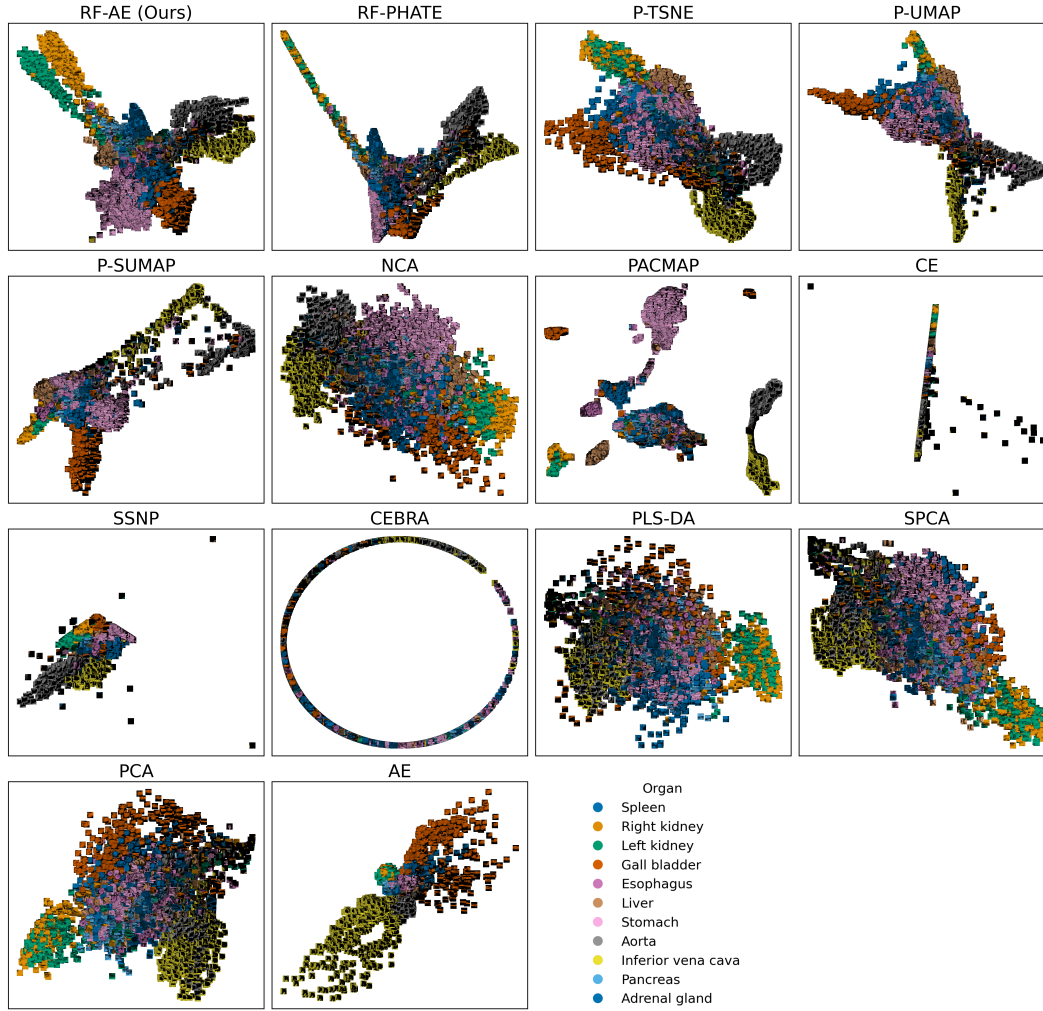 RF-AE (Ours)
RF-PHATE
P-TSNE
P-UMAP
P-SUMAP
NCA
PACMAP
CE
SSNP
CEBRA
PLS-DA
SPCA
PCA
AE
Organ
Spleen
Right kidney
Left kidney
Gall bladder
Esophagus
Liver
Stomach
Aorta
Inferior vena cava
Pancreas
Adrenal gland